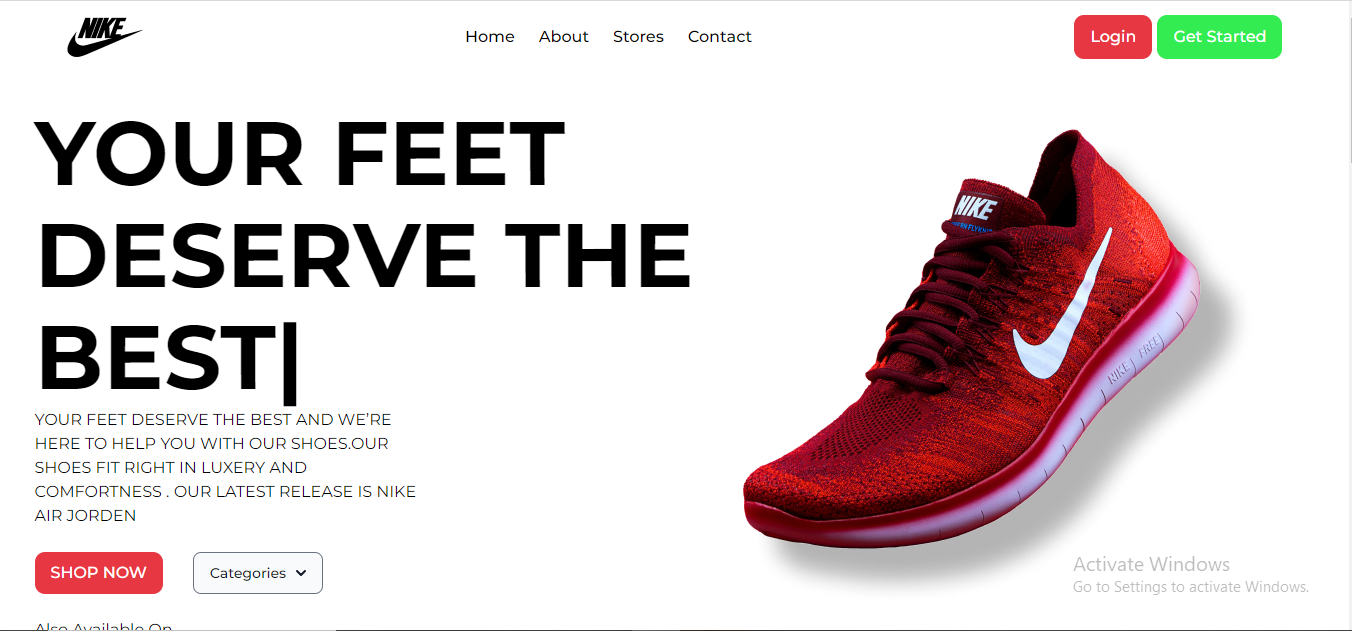 NIKE
Home About Stores Contact
Login Get Started
YOUR FEET
DESERVE THE
BEST|
YOUR FEET DESERVE THE BEST AND WE'RE
HERE TO HELP YOU WITH OUR SHOES.OUR
SHOES FIT RIGHT IN LUXERY AND
COMFORTNESS . OUR LATEST RELEASE IS NIKE
AIR JORDEN
SHOP NOW Categories
Also Available On
NIKE
NIKE FREE
Activate Windows
Go to Settings to activate Windows.